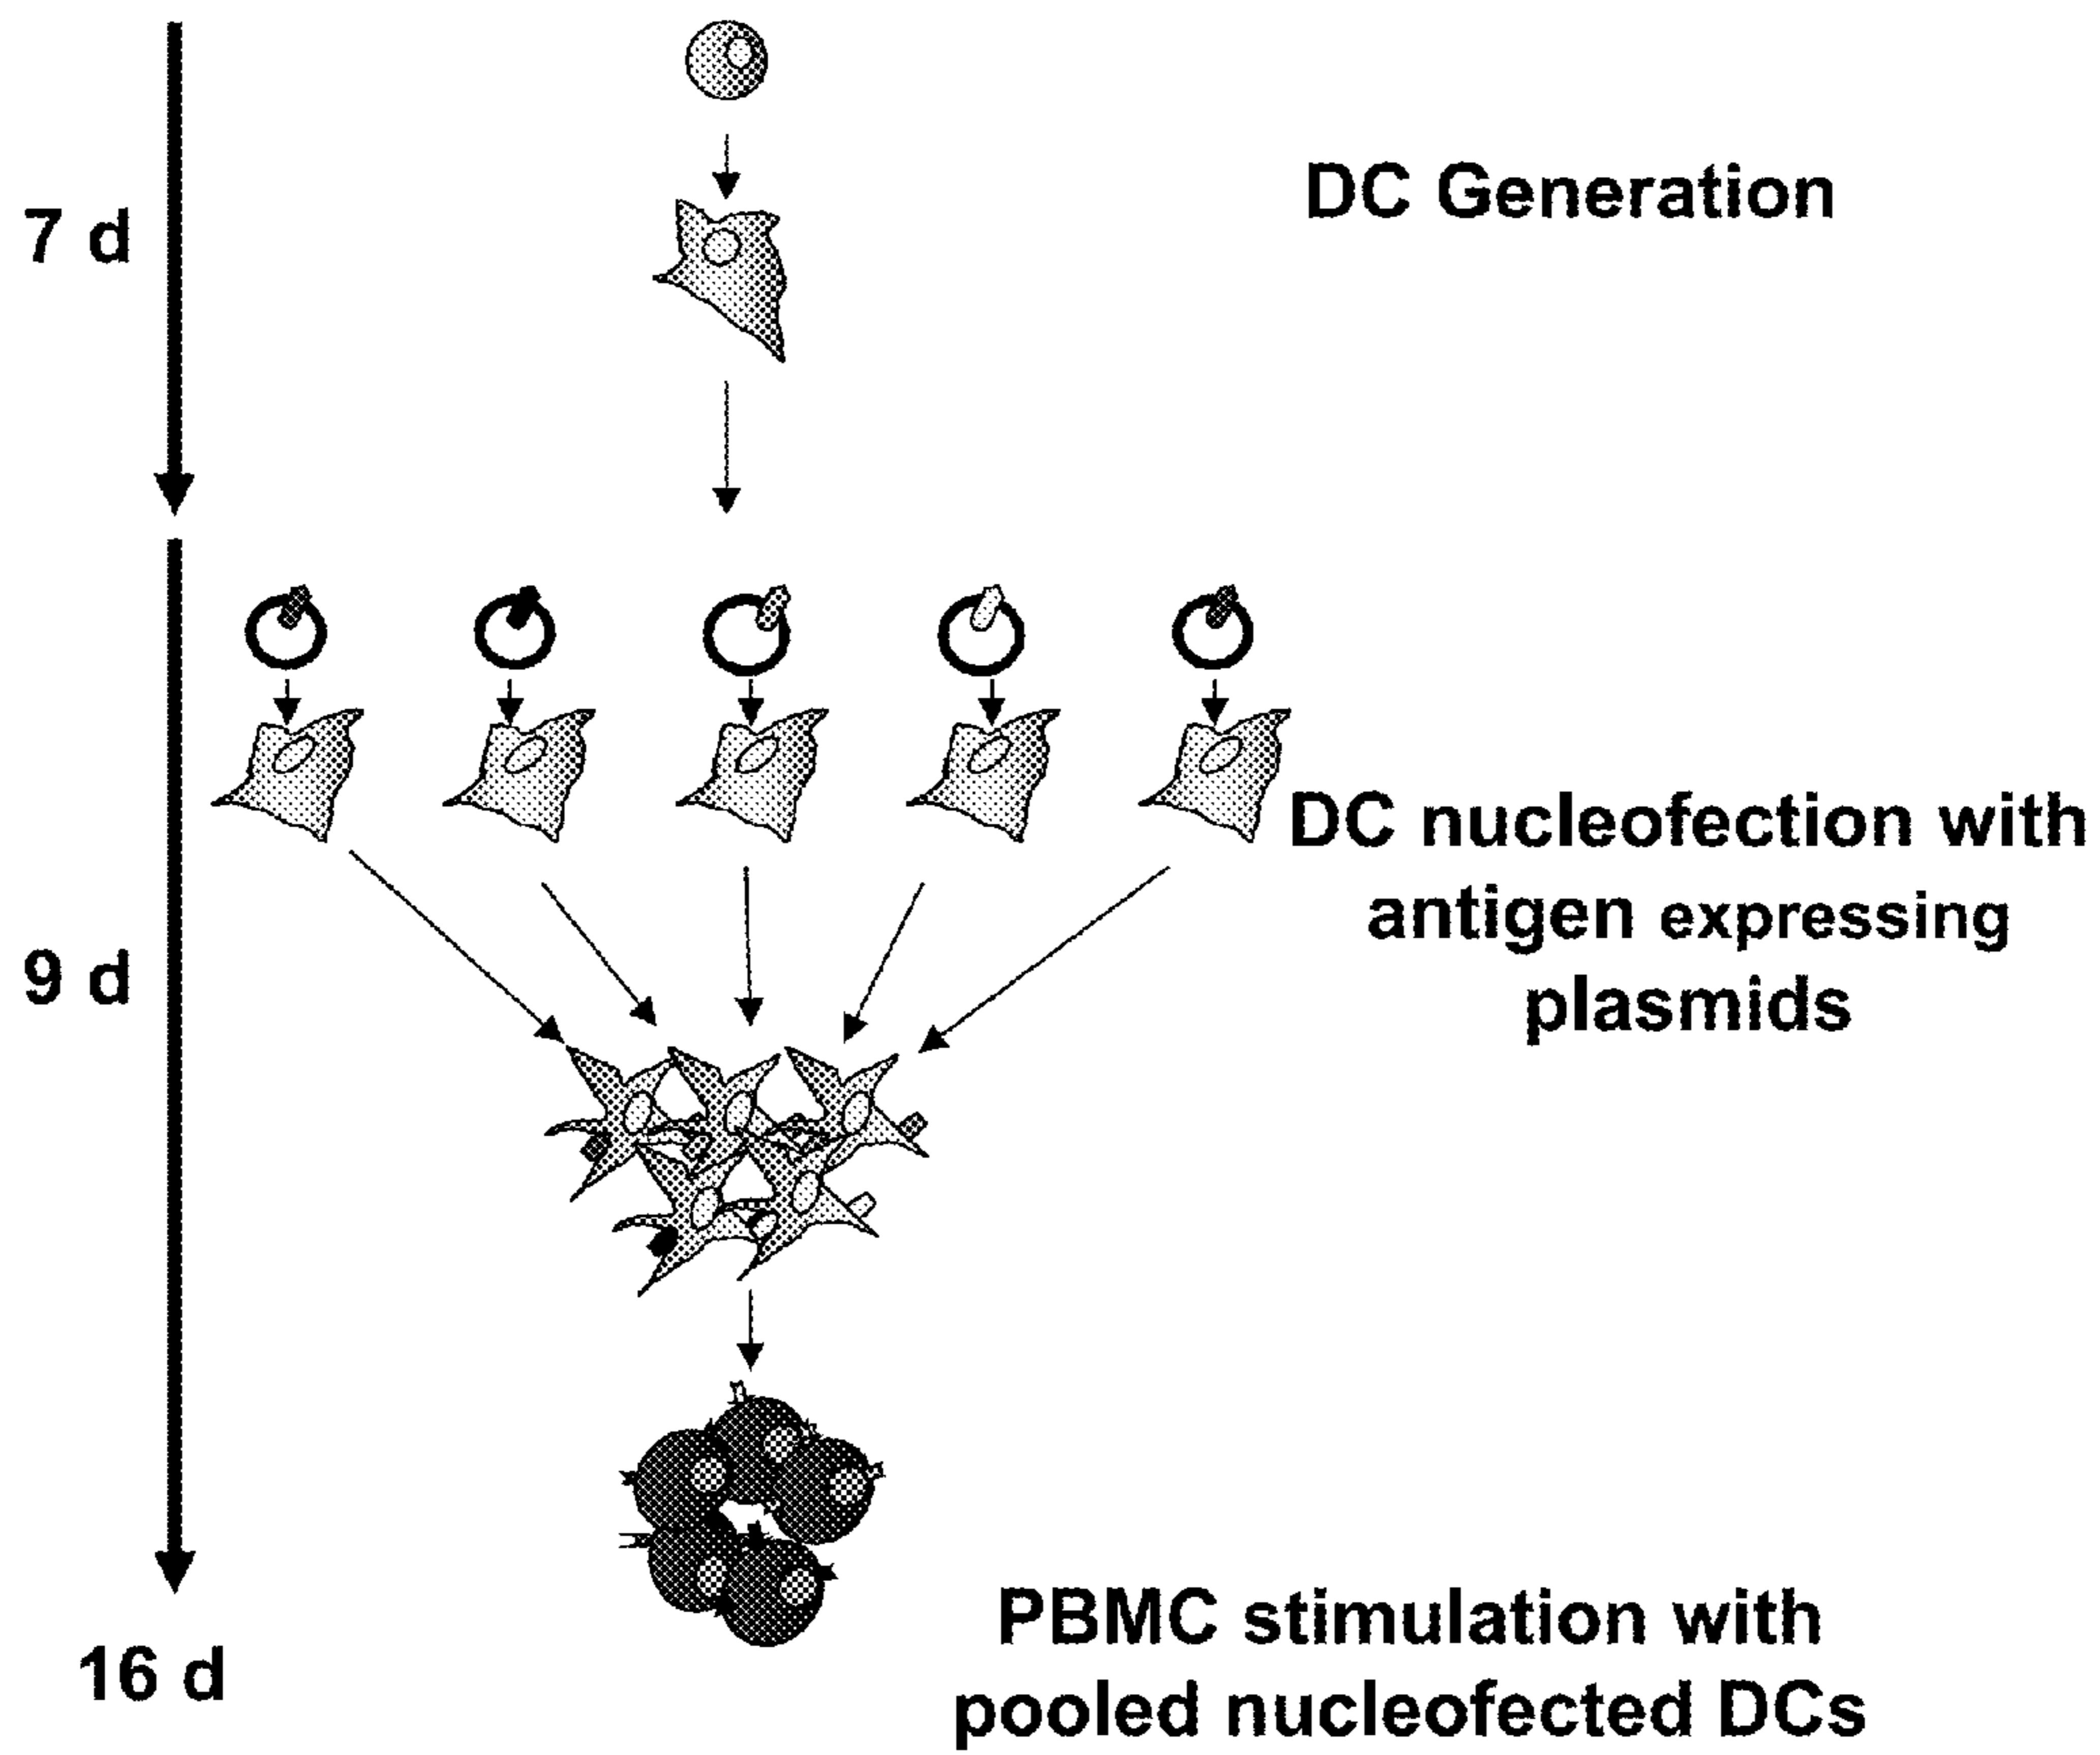 DC Generation
7 d
DC nucleofection with
antigen expressing
plasmids
9 d
PBMC stimulation with
pooled nucleofected DCs
16 d